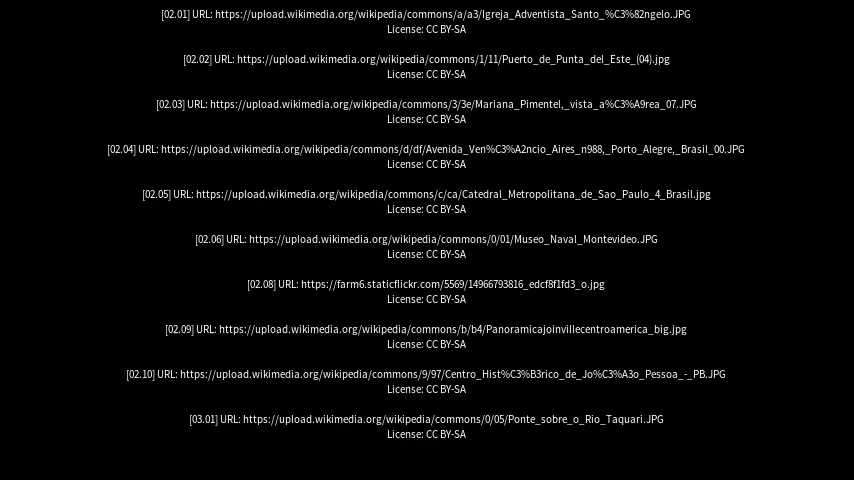 [02.01] URL: https://upload.wikimedia.org/wikipedia/commons/a/a3/Igreja_Adventista_Santo_%C3%82ngelo.JPG
License: CC BY-SA
[02.02] URL: https://upload.wikimedia.org/wikipedia/commons/1/11/Puerto_de_Punta_del_Este_(04).jpg
License: CC BY-SA
[02.03] URL: https://upload.wikimedia.org/wikipedia/commons/3/3e/Mariana_Pimentel,_vista_a%C3%A9rea_07.JPG
License: CC BY-SA
[02.04] URL: https://upload.wikimedia.org/wikipedia/commons/d/df/Avenida_Ven%C3%A2ncio_Aires_n988,_Porto_Alegre,_Brasil_00.JPG
License: CC BY-SA
[02.05] URL: https://upload.wikimedia.org/wikipedia/commons/c/ca/Catedral_Metropolitana_de_Sao_Paulo_4_Brasil.jpg
License: CC BY-SA
[02.06] URL: https://upload.wikimedia.org/wikipedia/commons/0/01/Museo_Naval_Montevideo.JPG
License: CC BY-SA
[02.08] URL: https://farm6.staticflickr.com/5569/14966793816_edcf8f1fd3_o.jpg
License: CC BY-SA
[02.09] URL: https://upload.wikimedia.org/wikipedia/commons/b/b4/Panoramicajoinvillecentroamerica_big.jpg
License: CC BY-SA
[02.10] URL: https://upload.wikimedia.org/wikipedia/commons/9/97/Centro_Hist%C3%B3rico_de_Jo%C3%A3o_Pessoa_-_PB.JPG
License: CC BY-SA
[03.01] URL: https://upload.wikimedia.org/wikipedia/commons/0/05/Ponte_sobre_o_Rio_Taquari.JPG
License: CC BY-SA